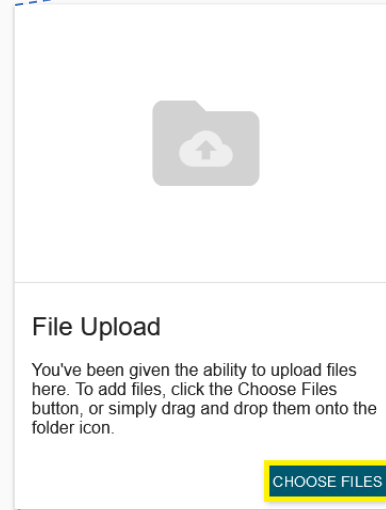 File Upload
You've been given the ability to upload files
here. To add files, click the Choose Files
button, or simply drag and drop them onto the
folder icon.
CHOOSE FILES